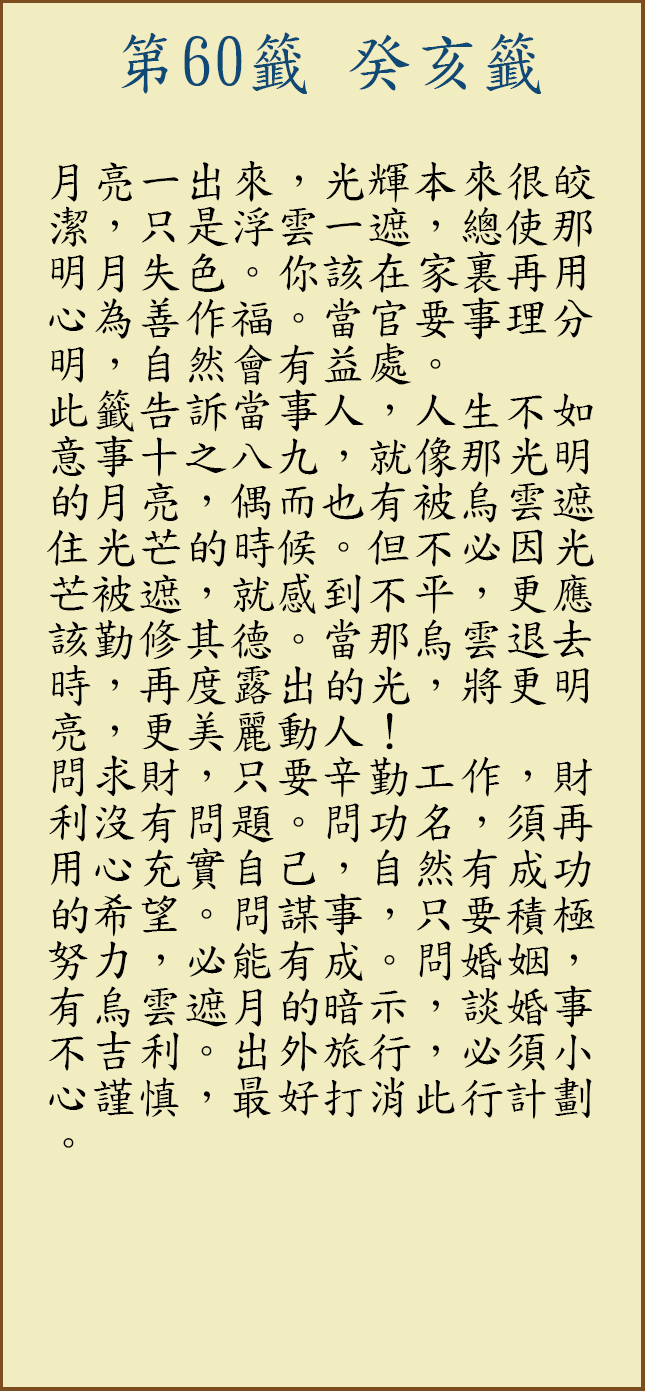 第60籤 癸亥籤
月亮一出來，光輝本來很皎
潔，只是浮雲一遮，總使那
明月失色。你該在家裏再用
心為善作福。當官要事理分
明，自然會有益處。
此籤告訴當事人，人生不如
意事十之八九，就像那光明
的月亮，偶而也有被烏雲遮
住光芒的時候。但不必因光
芒被遮，就感到不平，更應
該勤修其德。當那烏雲退去
時，再度露出的光，將更明
亮，更美麗動人！
問求財，只要辛勤工作，財
利沒有問題。問功名，須再
用心充實自己，自然有成功
的希望。問謀事，只要積極
努力，必能有成。問婚姻，
有烏雲遮月的暗示，談婚事
不吉利。出外旅行，必須小
心謹慎，最好打消此行計劃
。